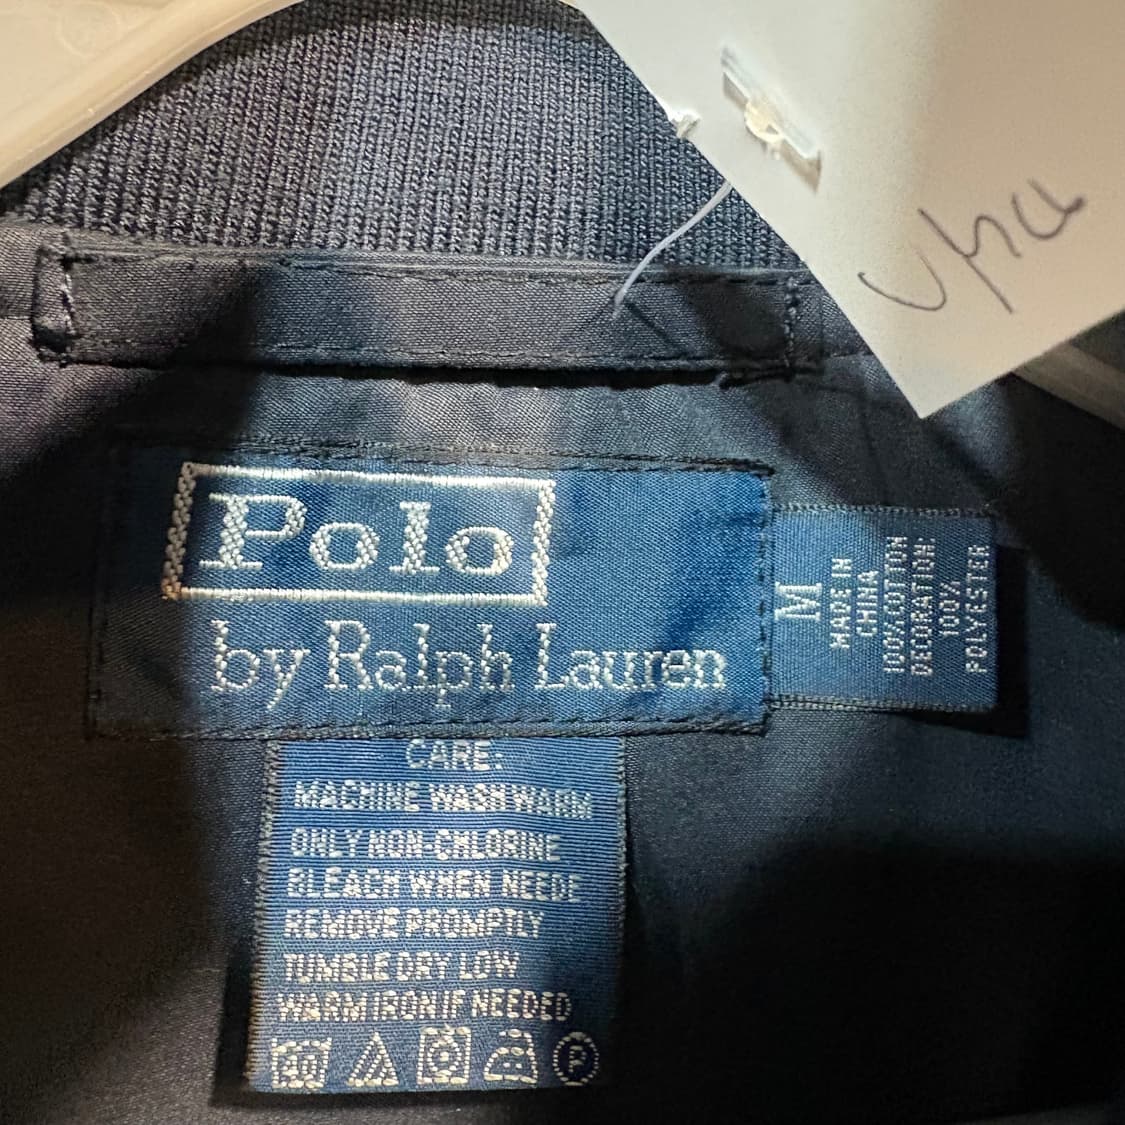 Polo
by Ralph Lauren
M
MADE IN
CHINA
100% COTTON
DECORATION:
100%
POLYESTER
CARE:
MACHINE WASH WARM
ONLY NON-CHLORINE
BLEACH WHEN NEEDE
REMOVE PROMPTLY
TUMBLE DRY LOW
WARM IRON IF NEEDED
P